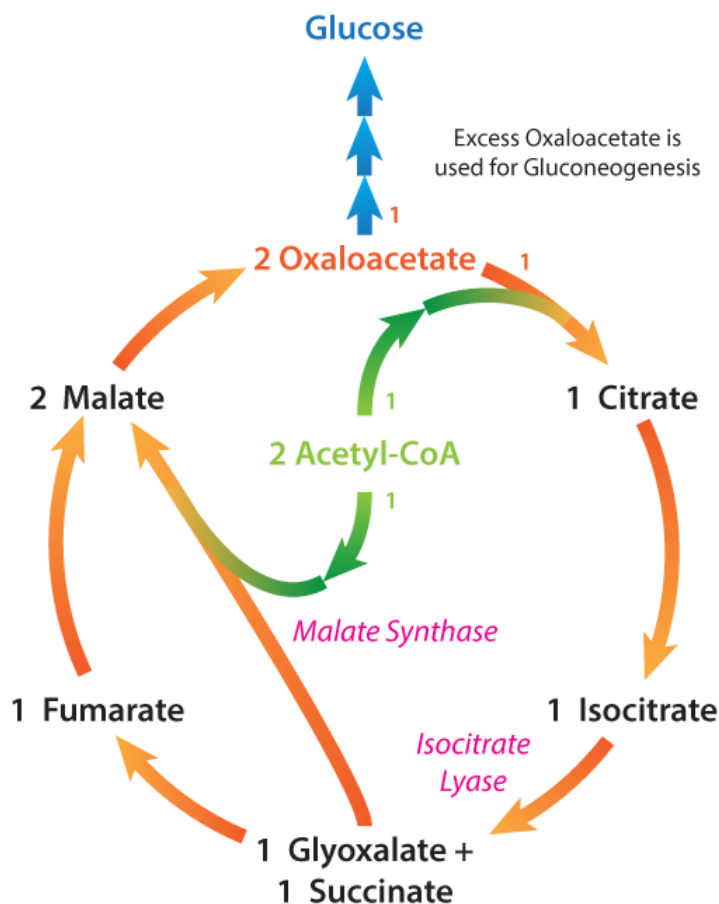 Glucose
Excess Oxaloacetate is
used for Gluconeogenesis
1
2 Oxaloacetate
1
2 Malate
1
1 Citrate
2 Acetyl-CoA
1
Malate Synthase
1 Fumarate
1 Isocitrate
Isocitrate
Lyase
1 Glyoxalate +
1 Succinate